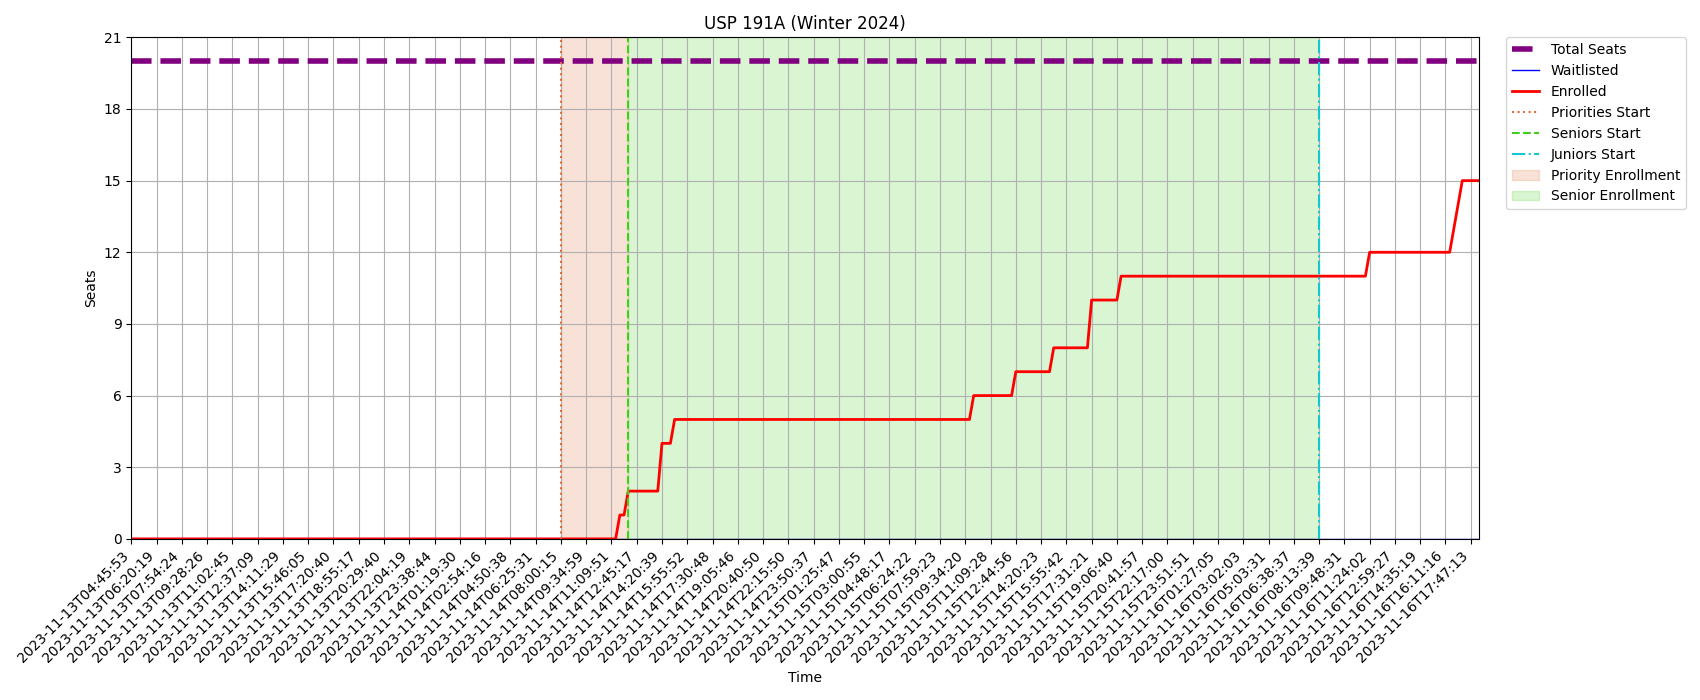 USP 191A (Winter 2024)
21
18
15
12
9
6
3
0
Seats
2023-11-13T04:45:53
2023-11-13T06:20:19
2023-11-13T07:54:24
2023-11-13T09:28:26
2023-11-13T11:02:45
2023-11-13T12:37:09
2023-11-13T14:11:29
2023-11-13T15:46:05
2023-11-13T17:20:40
2023-11-13T18:55:17
2023-11-13T20:29:40
2023-11-13T22:04:19
2023-11-13T23:38:44
2023-11-14T01:19:30
2023-11-14T02:54:16
2023-11-14T04:50:38
2023-11-14T06:25:31
2023-11-14T08:00:15
2023-11-14T09:34:59
2023-11-14T11:09:51
2023-11-14T12:45:17
2023-11-14T14:20:39
2023-11-14T15:55:52
2023-11-14T17:30:48
2023-11-14T19:05:46
2023-11-14T20:40:50
2023-11-14T22:15:50
2023-11-14T23:50:37
2023-11-15T01:25:47
2023-11-15T03:00:55
2023-11-15T04:48:17
2023-11-15T06:24:22
2023-11-15T07:59:23
2023-11-15T09:34:20
2023-11-15T11:09:28
2023-11-15T12:44:56
2023-11-15T14:20:23
2023-11-15T15:55:42
2023-11-15T17:31:21
2023-11-15T19:06:40
2023-11-15T20:41:57
2023-11-15T22:17:00
2023-11-15T23:51:51
2023-11-16T01:27:05
2023-11-16T03:02:03
2023-11-16T05:03:31
2023-11-16T06:38:37
2023-11-16T08:13:39
2023-11-16T09:48:31
2023-11-16T11:24:02
2023-11-16T12:59:27
2023-11-16T14:35:19
2023-11-16T16:11:16
2023-11-16T17:47:13
Time
Total Seats
Waitlisted
Enrolled
Priorities Start
Seniors Start
Juniors Start
Priority Enrollment
Senior Enrollment